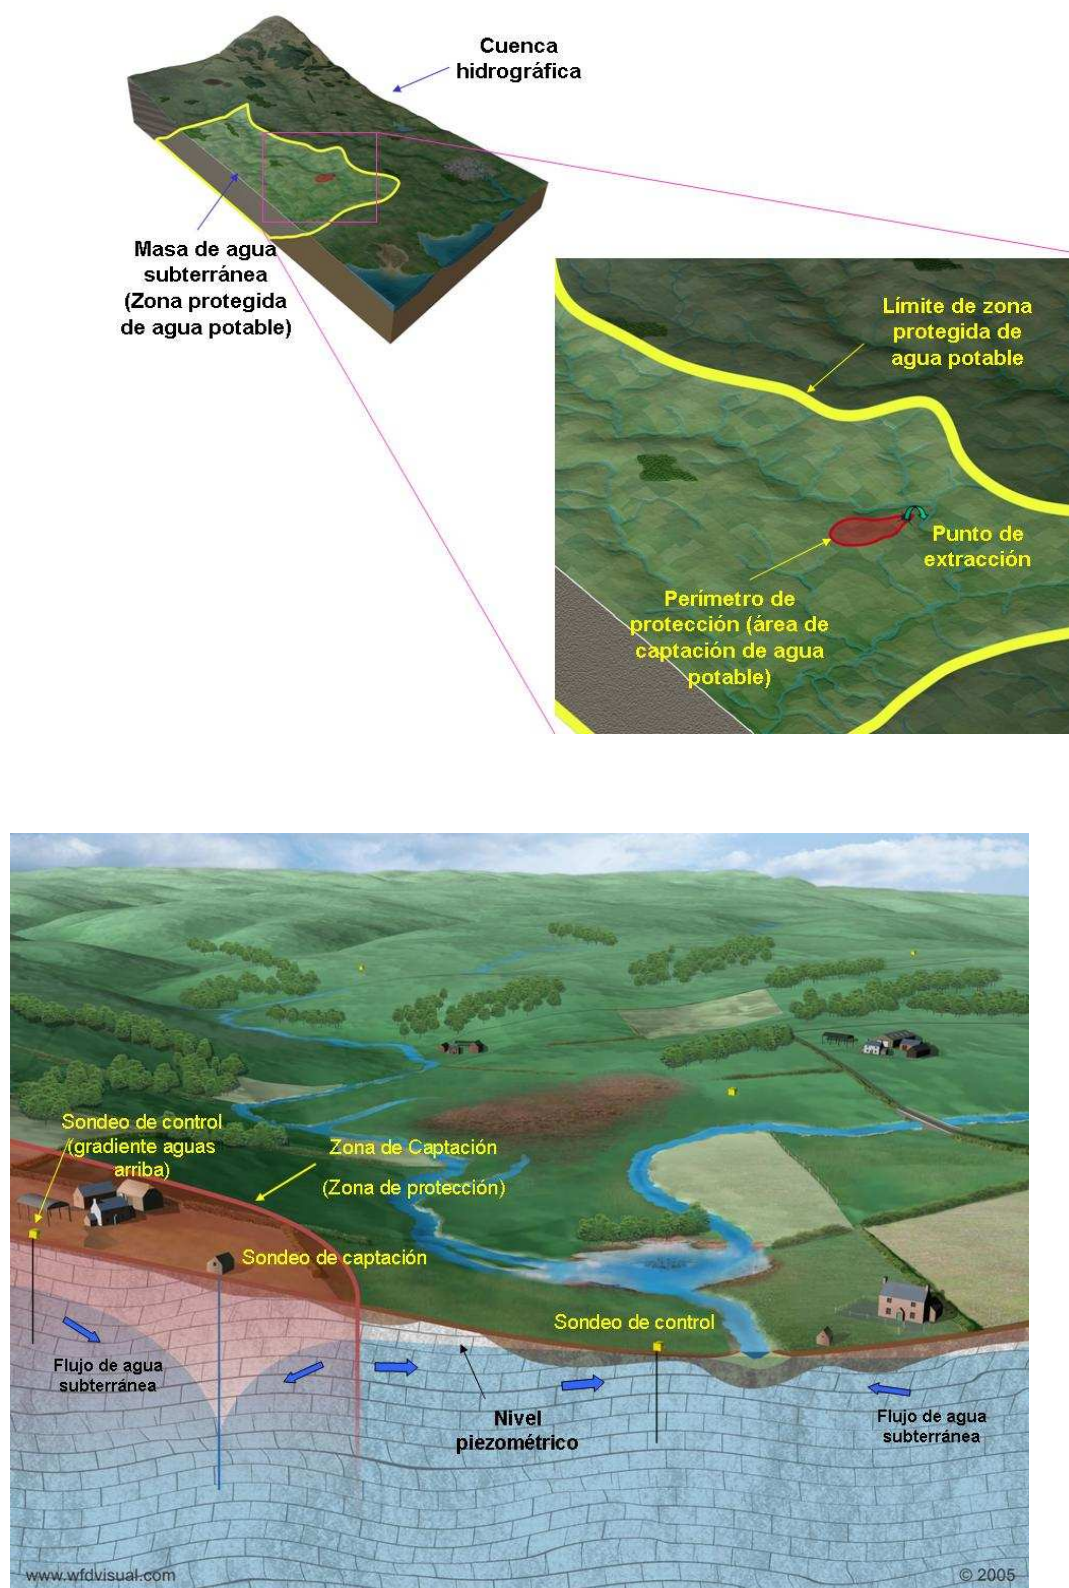 Cuenca
hidrográfica
Masa de agua
subterránea
(Zona protegida
de agua potable)
Límite de zona
protegida de
agua potable
Punto de
extracción
Perímetro de
protección (área de
captación de agua
potable)
Sondeo de control
(gradiente aguas
arriba)
Zona de Captación
(Zona de protección)
Sondeo de captación
Sondeo de control
Flujo de agua
subterránea
Nivel
piezométrico
Flujo de agua
subterránea
www.wfdvisual.com
© 2005